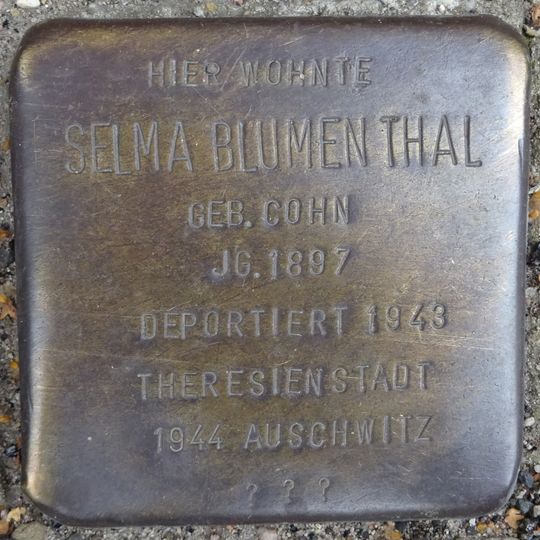 HIER WOHNTE
SELMA BLUMENTHAL
GEB. COHN
JG. 1897
DEPORTIERT 1943
THERESIENSTADT
1944 AUSCHWITZ
? ? ?